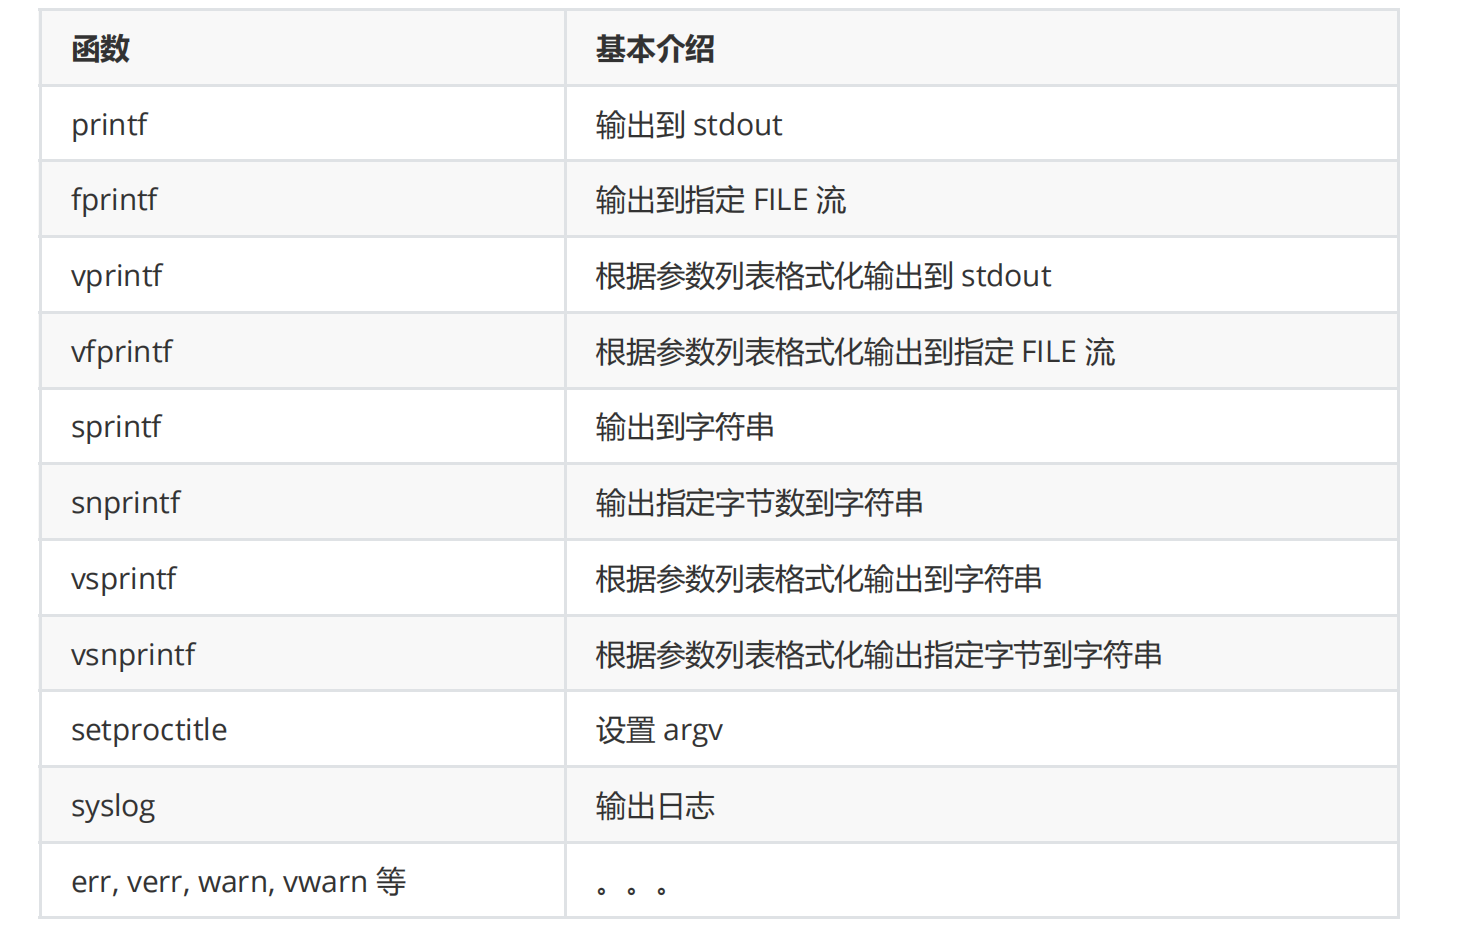 函数 基本介绍
printf 输出到 stdout
fprintf 输出到指定 FILE 流
vprintf 根据参数列表格式化输出到 stdout
vfprintf 根据参数列表格式化输出到指定 FILE 流
sprintf 输出到字符串
snprintf 输出指定字节数到字符串
vsprintf 根据参数列表格式化输出到字符串
vsnprintf 根据参数列表格式化输出指定字节到字符串
setproctitle 设置 argv
syslog 输出日志
err, verr, warn, vwarn 等 。。。